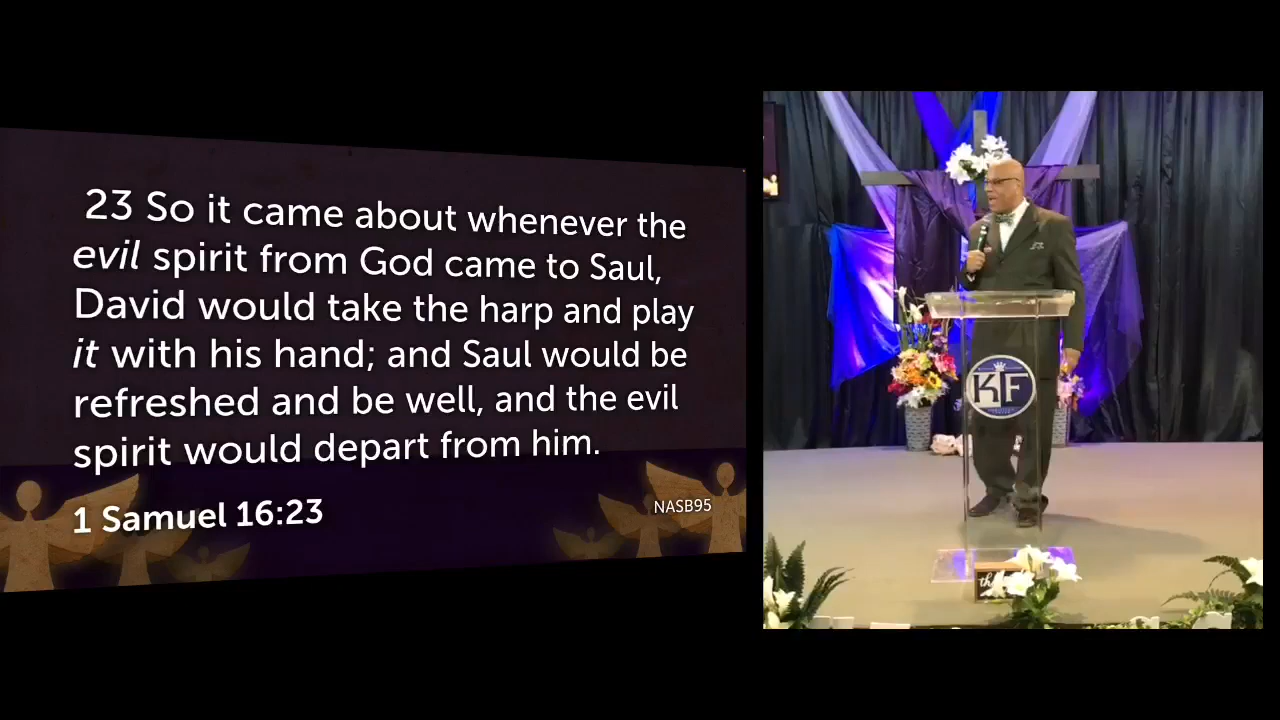 23 So it came about whenever the
evil spirit from God came to Saul,
David would take the harp and play
it with his hand; and Saul would be
refreshed and be well, and the evil
spirit would depart from him.
1 Samuel 16:23
NASB95
KF